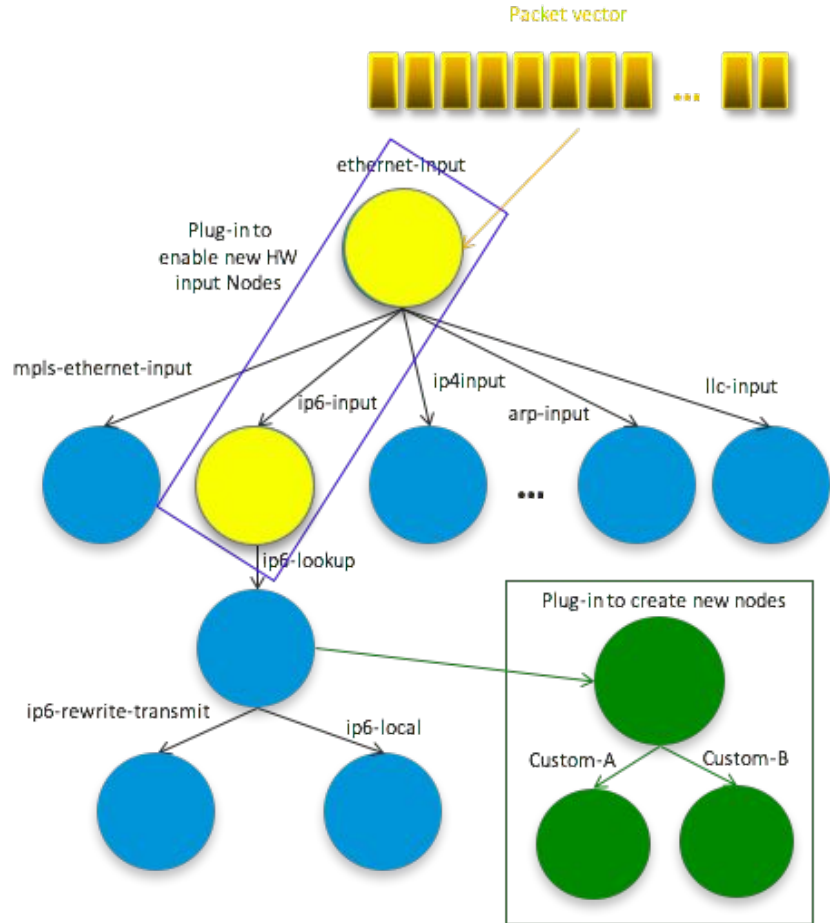 Packet vector
...
ethernet-input
Plug-in to
enable new HW
input Nodes
mpls-ethernet-input
ip6-input
ip4input
arp-input
llc-input
...
ip6-lookup
Plug-in to create new nodes
ip6-rewrite-transmit
ip6-local
Custom-A
Custom-B